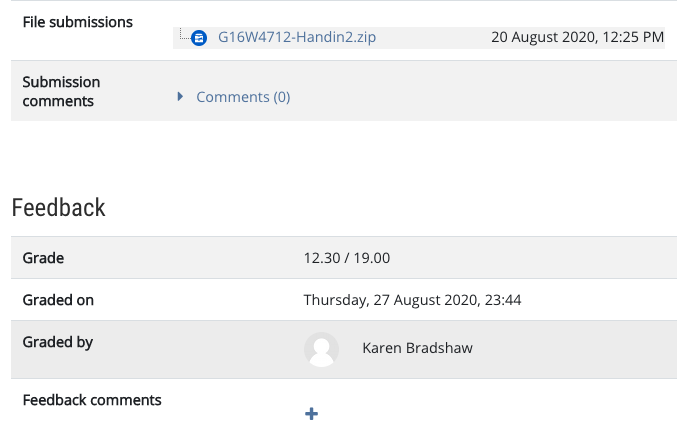 File submissions
G16W4712-Handin2.zip 20 August 2020, 12:25 PM
Submission
comments
Comments (0)
Feedback
Grade 12.30 / 19.00
Graded on Thursday, 27 August 2020, 23:44
Graded by Karen Bradshaw
Feedback comments